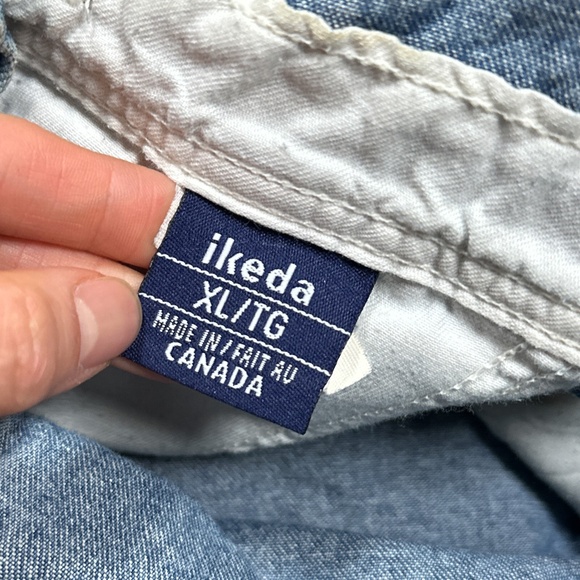 ikeda
XL/TG
MADE IN / FAIT AU
CANADA